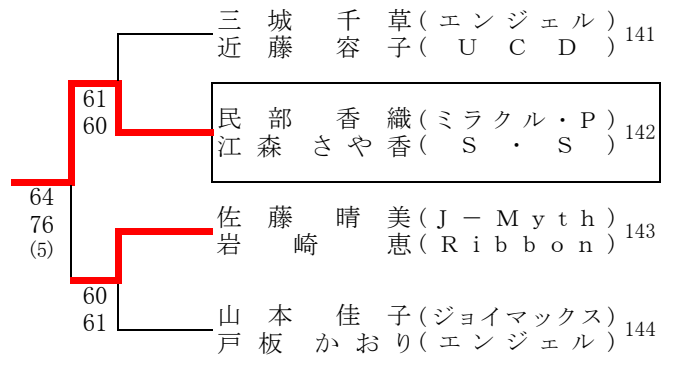 三城 千草(エンジェル) 141
近藤 容子(UCD)
61
60
民部 香織(ミラクル・P) 142
江森 さや香(S・S)
64
76
(5)
佐藤 晴美(J－Myth) 143
岩崎 恵(Ribbon)
60
61
山本 佳子(ジョイマックス) 144
戸板 かおり(エンジェル)